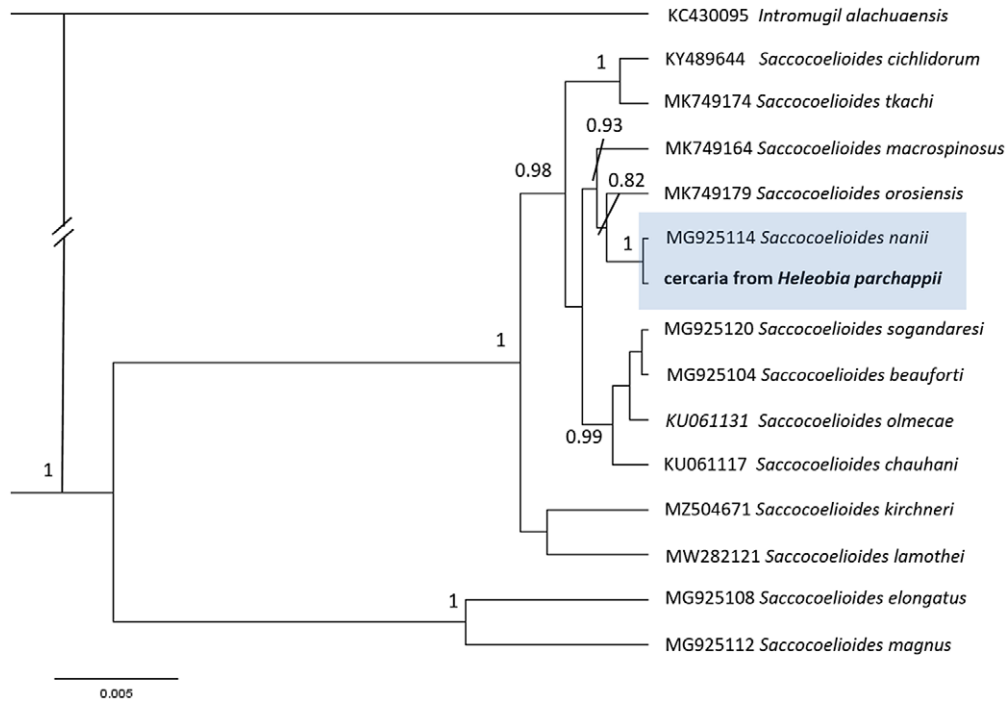 KC430095 Intromugil alachuaensis
1 KY489644 Saccocoelioides cichlidorum
MK749174 Saccocoelioides tkachi
0.93
MK749164 Saccocoelioides macrospinosus
0.98
0.82
MK749179 Saccocoelioides orosiensis
MG925114 Saccocoelioides nanii
1
cercaria from Heleobia parchappii
MG925120 Saccocoelioides sogandaresi
1
MG925104 Saccocoelioides beauforti
KU061131 Saccocoelioides olmecae
0.99
KU061117 Saccocoelioides chauhani
1
MZ504671 Saccocoelioides kirchneri
MW282121 Saccocoelioides lamothei
1 MG925108 Saccocoelioides elongatus
MG925112 Saccocoelioides magnus
0.005